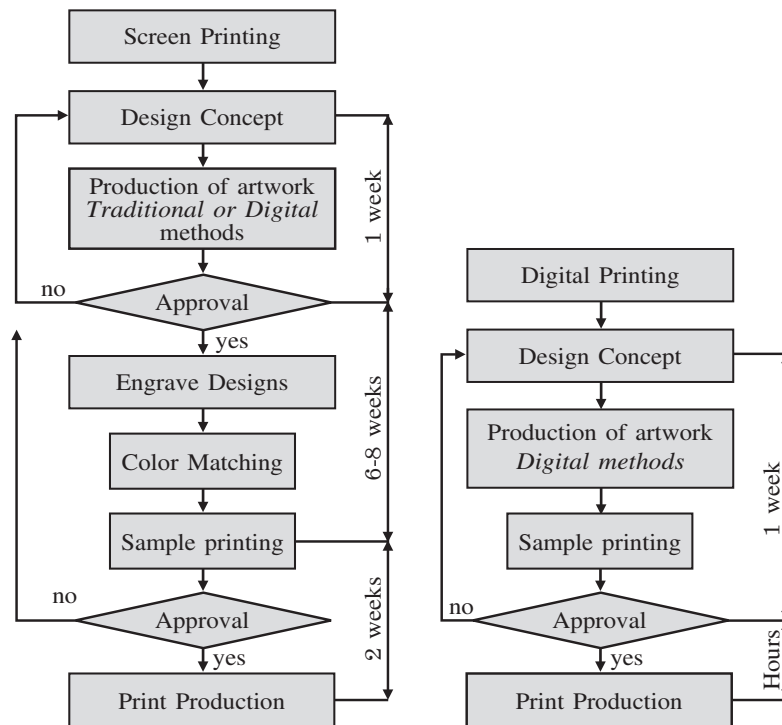 Screen Printing
Design Concept
Production of artwork
Traditional or Digital
methods
1 week
no
Approval
yes
Engrave Designs
Color Matching
6-8 weeks
Sample printing
no
Approval
2 weeks
yes
Print Production
Digital Printing
Design Concept
Production of artwork
Digital methods
1 week
Sample printing
no
Approval
yes
Hours
Print Production